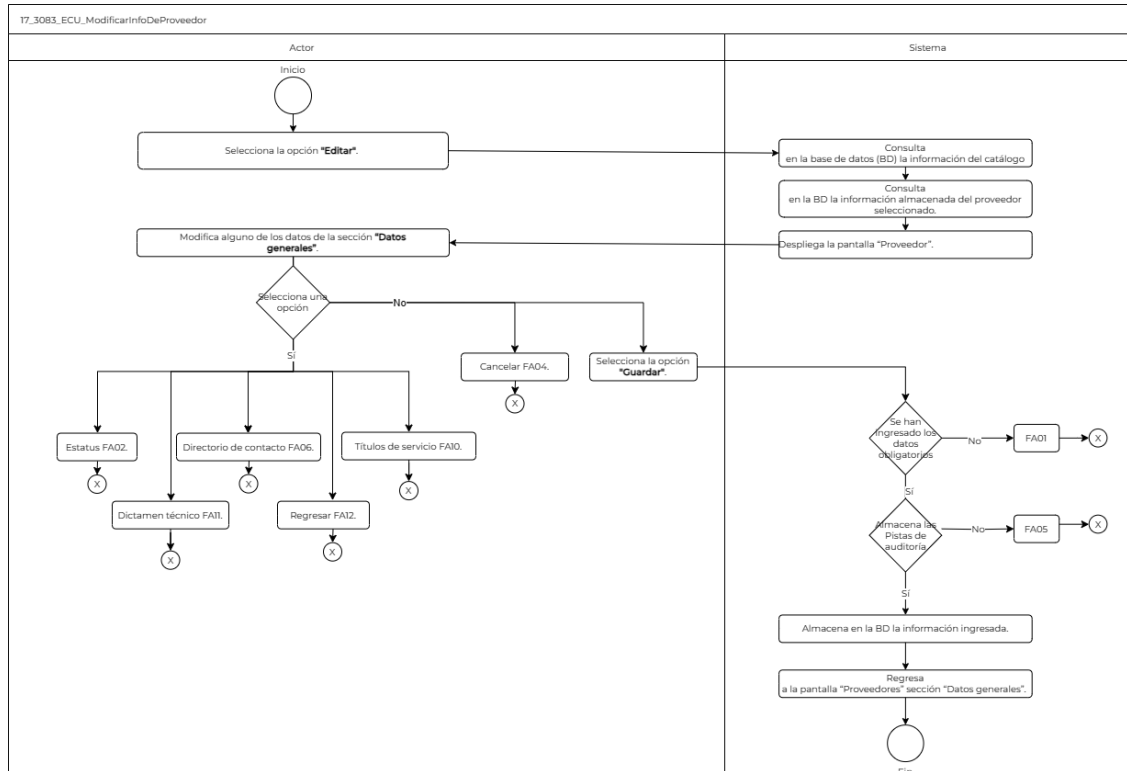 17_3083_ECU_ModificarInfoDeProveedor
Actor
Sistema
Inicio
Selecciona la opción "Editar".
Consulta
en la base de datos (BD) la información del catálogo
Consulta
en la BD la información almacenada del proveedor
seleccionado.
Despliega la pantalla "Proveedor".
Modifica alguno de los datos de la sección "Datos
generales".
Selecciona una
opción
No
Sí
Cancelar FA04.
X
Selecciona la opción
"Guardar".
Estatus FA02.
X
Directorio de contacto FA06.
X
Títulos de servicio FA10.
X
Dictamen técnico FA11.
X
Regresar FA12.
X
Se han
ingresado los
datos
obligatorios
No
FA01
X
Sí
Almacena las
Pistas de
auditoría
No
FA05
X
Sí
Almacena en la BD la información ingresada.
Regresa
a la pantalla "Proveedores" sección "Datos generales".
Fin